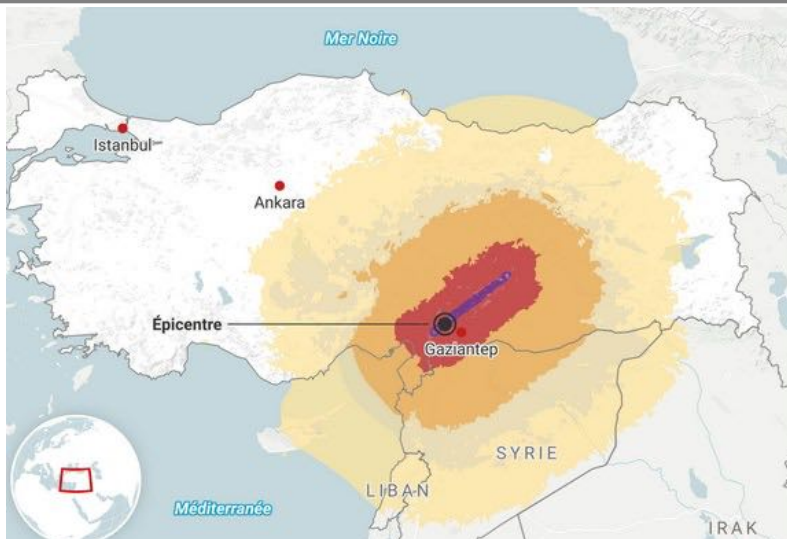 Mer Noire
Istanbul
Ankara
Épicentre
Gaziantep
SYRIE
LIBAN
Méditerranée
IRAK